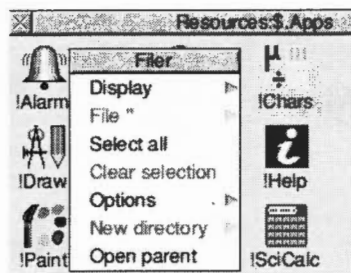 Resources:$.Apps
Filer
Display
File ''
Select all
Clear selection
Options
New directory
Open parent
!Alarm
!Chars
!Draw
!Help
!Paint
!SciCalc